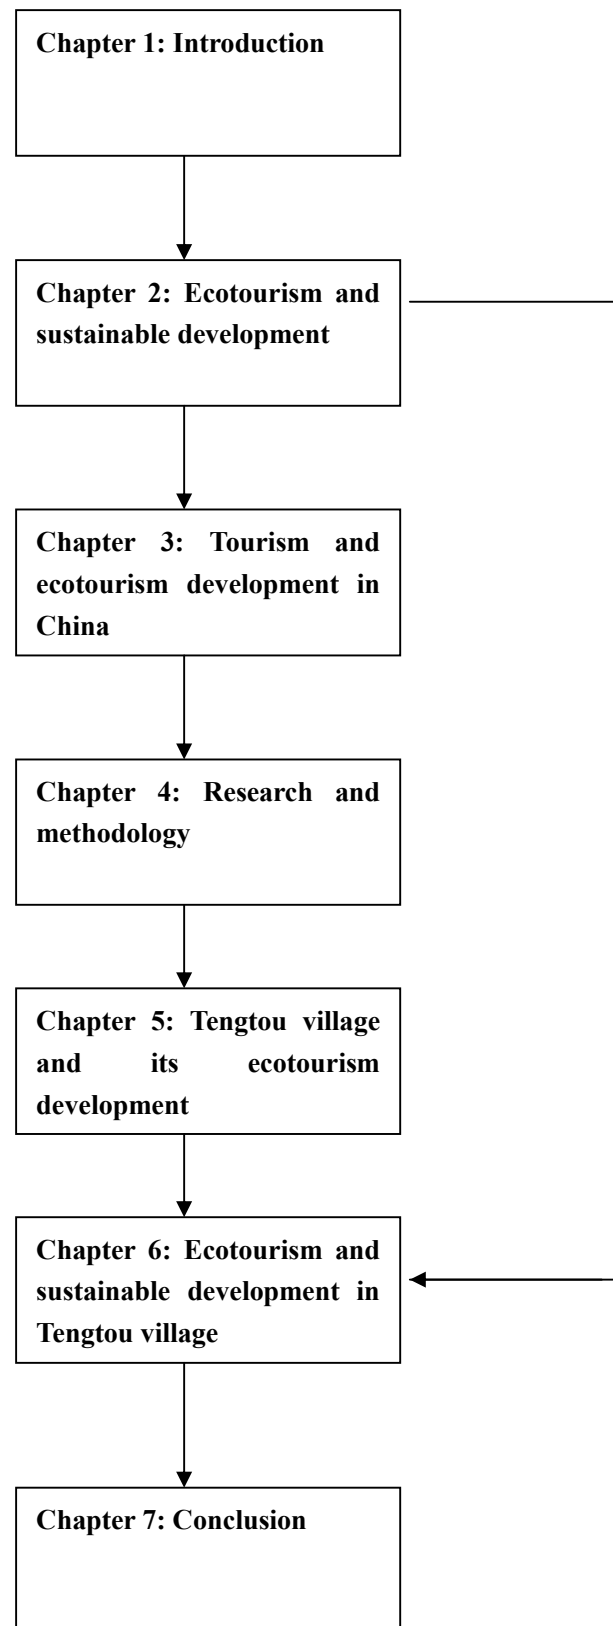 Chapter 1: Introduction
Chapter 2: Ecotourism and
sustainable development
Chapter 3: Tourism and
ecotourism development in
China
Chapter 4: Research and
methodology
Chapter 5: Tengtou village
and its ecotourism
development
Chapter 6: Ecotourism and
sustainable development in
Tengtou village
Chapter 7: Conclusion